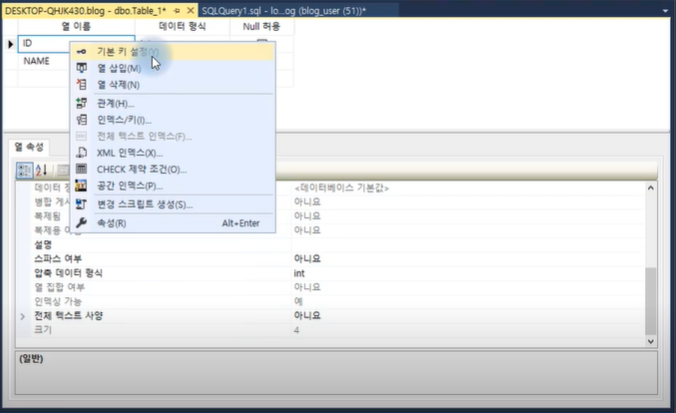 DESKTOP-QHJK430.blog - dbo.Table_1*
SQLQuery1.sql - lo...og (blog_user (51))*
열 이름 데이터 형식 Null 허용
ID
NAME
기본 키 설정(Y)
열 삽입(M)
열 삭제(N)
관계(H)...
인덱스/키(I)...
전체 텍스트 인덱스(F)...
XML 인덱스(X)...
CHECK 제약 조건(O)...
공간 인덱스(P)...
변경 스크립트 생성(S)...
속성(R) Alt+Enter
열 속성
데이터 <데이터베이스 기본값>
병합 게시 아니요
복제됨 아니요
복제용 아니요
설명
스파스 여부 아니요
압축 데이터 형식 int
열 집합 여부 아니요
인덱싱 가능 예
전체 텍스트 사양 아니요
크기 4
(일반)